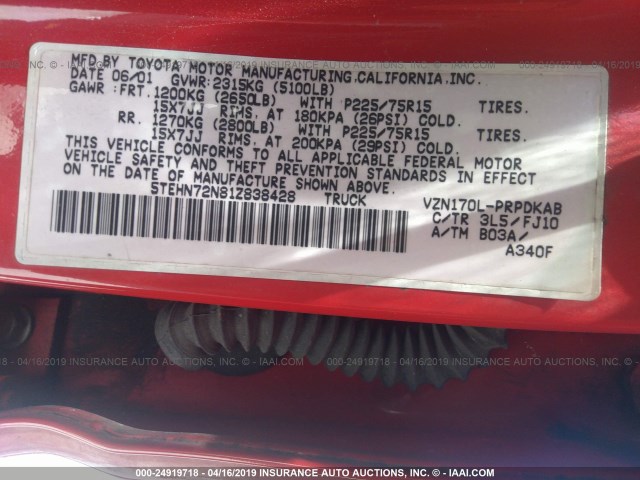 MFD BY TOYOTA MOTOR MANUFACTURING,CALIFORNIA.INC.
DATE 06/01 GVWR:2315KG (5100LB)
GAWR :FRT. 1200KG (2650LB) WITH P225/75R15 TIRES.
15X7JJ RIMS. AT 180KPA (26PSI) COLD.
RR. 1270KG (2800LB) WITH P225/75R15 TIRES.
15X7JJ RIMS. AT 200KPA (29PSI) COLD.
THIS VEHICLE CONFORMS TO ALL APPLICABLE FEDERAL MOTOR
VEHICLE SAFETY AND THEFT PREVENTION STANDARDS IN EFFECT
ON THE DATE OF MANUFACTURE SHOWN ABOVE.
5TEHN72N81Z838428 TRUCK
VZN170L-PRPDKAB
C/TR 3L5/FJ10
A/TM B03A/
A340F
000-24919718 - 04/16/2019 INSURANCE AUTO AUCTIONS, INC. © - IAAI.COM